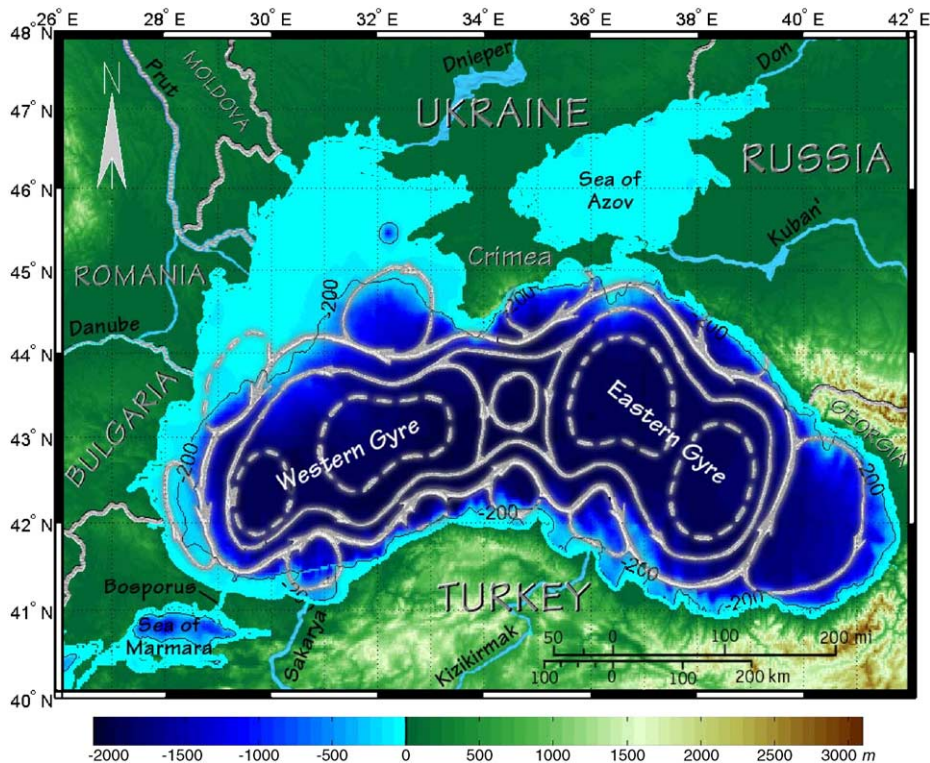 26° E 28° E 30° E 32° E 34° E 36° E 38° E 40° E 42° E
48° N
47° N
46° N
45° N
44° N
43° N
42° N
41° N
40° N
N
Prut
MOLDOVA
Dnieper
UKRAINE
Don
RUSSIA
Sea of
Azov
Kuban'
Crimea
ROMANIA
Danube
BULGARIA
GEORGIA
-200
-200
-200
-200
-200
-200
-200
Western Gyre
Eastern Gyre
Bosporus
Sea of
Marmara
Sakarya
TURKEY
Kizikirmak
50 0 100 200 mi
100 0 100 200 km
-2000 -1500 -1000 -500 0 500 1000 1500 2000 2500 3000 m